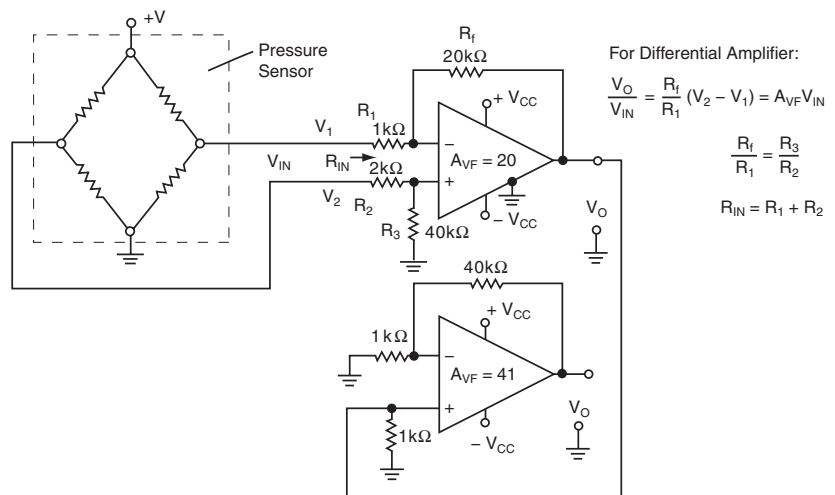 +V
Pressure
Sensor
R_f
20kΩ
For Differential Amplifier:
V_O/V_IN = R_f/R_1 (V_2 – V_1) = A_VF V_IN
R_f/R_1 = R_3/R_2
R_IN = R_1 + R_2
V_1
R_1
1kΩ
+ V_CC
–
V_IN
R_IN
A_VF = 20
2kΩ
+
V_2
R_2
– V_CC
V_O
R_3
40kΩ
40kΩ
+ V_CC
1kΩ
–
A_VF = 41
+
V_O
1kΩ
– V_CC